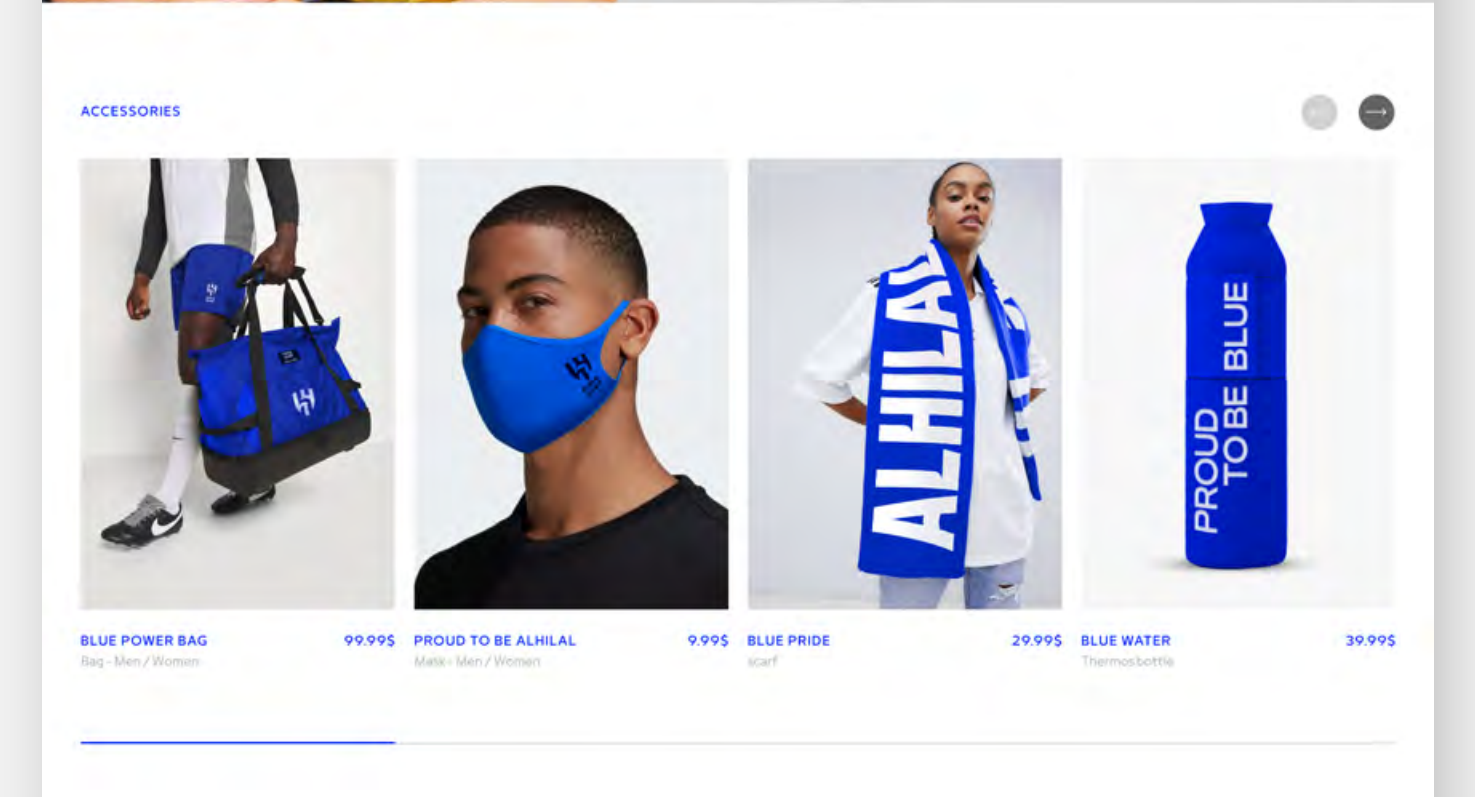 ACCESSORIES
ALHILAL
PROUD
TO BE BLUE
BLUE POWER BAG 99.99$
Bag - Men / Women
PROUD TO BE ALHILAL 9.99$
Mask - Men / Women
BLUE PRIDE 29.99$
scarf
BLUE WATER 39.99$
Thermos bottle